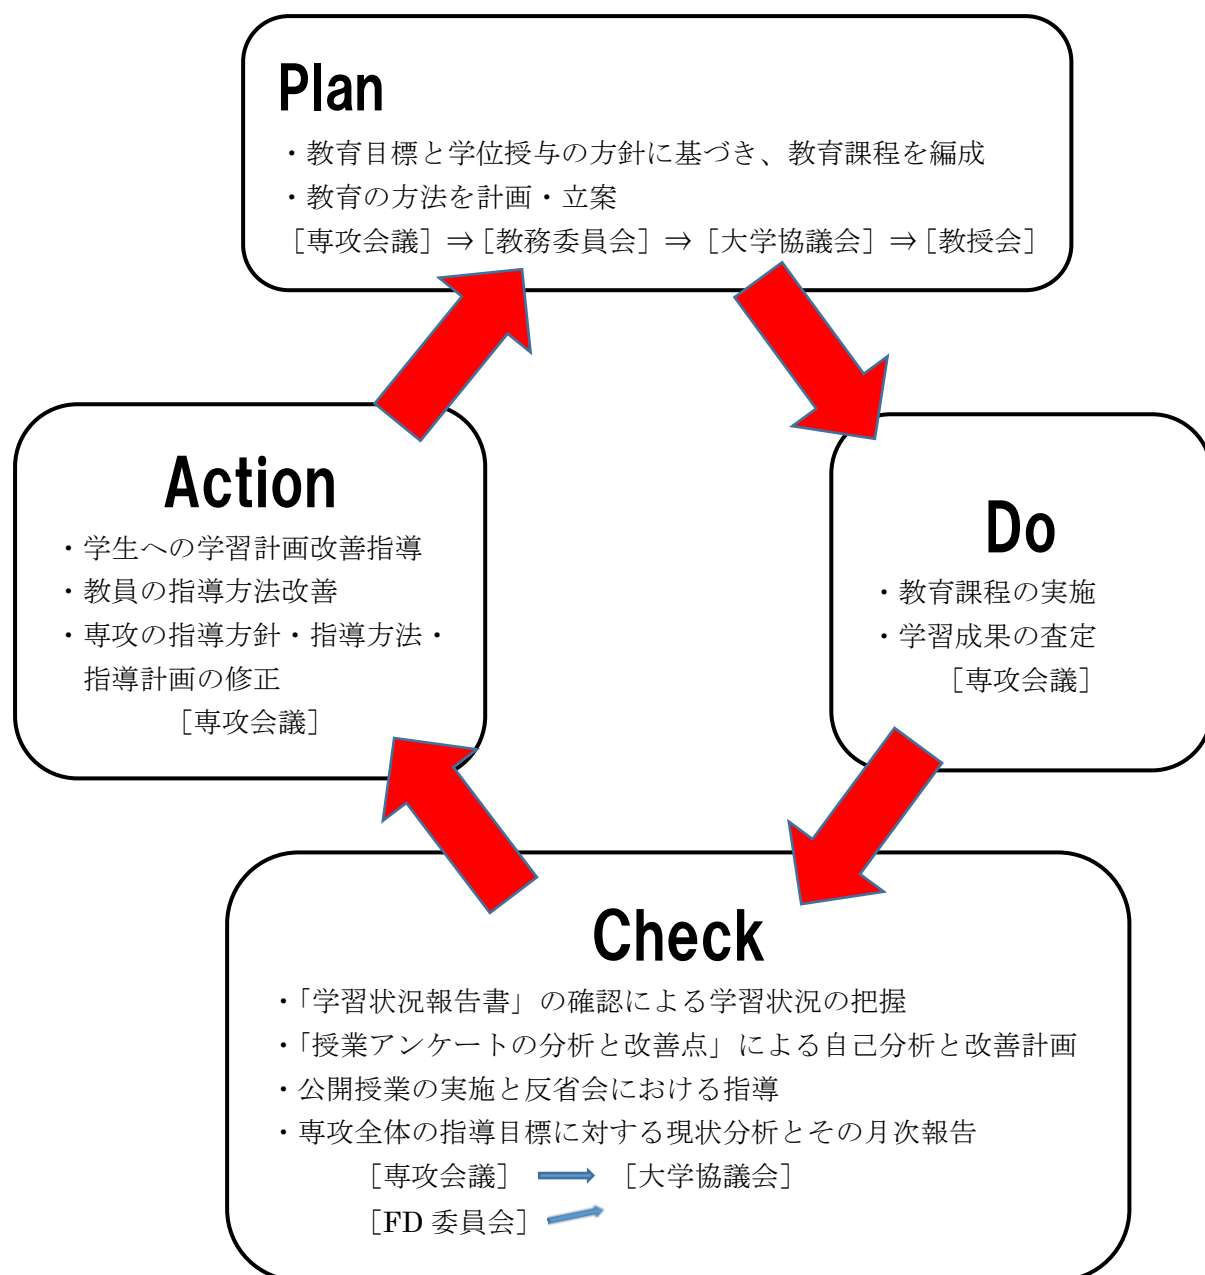 Plan
・教育目標と学位授与の方針に基づき、教育課程を編成
・教育の方法を計画・立案
［専攻会議］⇒［教務委員会］⇒［大学協議会］⇒［教授会］
Action
・学生への学習計画改善指導
・教員の指導方法改善
・専攻の指導方針・指導方法・
指導計画の修正
［専攻会議］
Do
・教育課程の実施
・学習成果の査定
［専攻会議］
Check
・「学習状況報告書」の確認による学習状況の把握
・「授業アンケートの分析と改善点」による自己分析と改善計画
・公開授業の実施と反省会における指導
・専攻全体の指導目標に対する現状分析とその月次報告
［専攻会議］ ［大学協議会］
［FD 委員会］